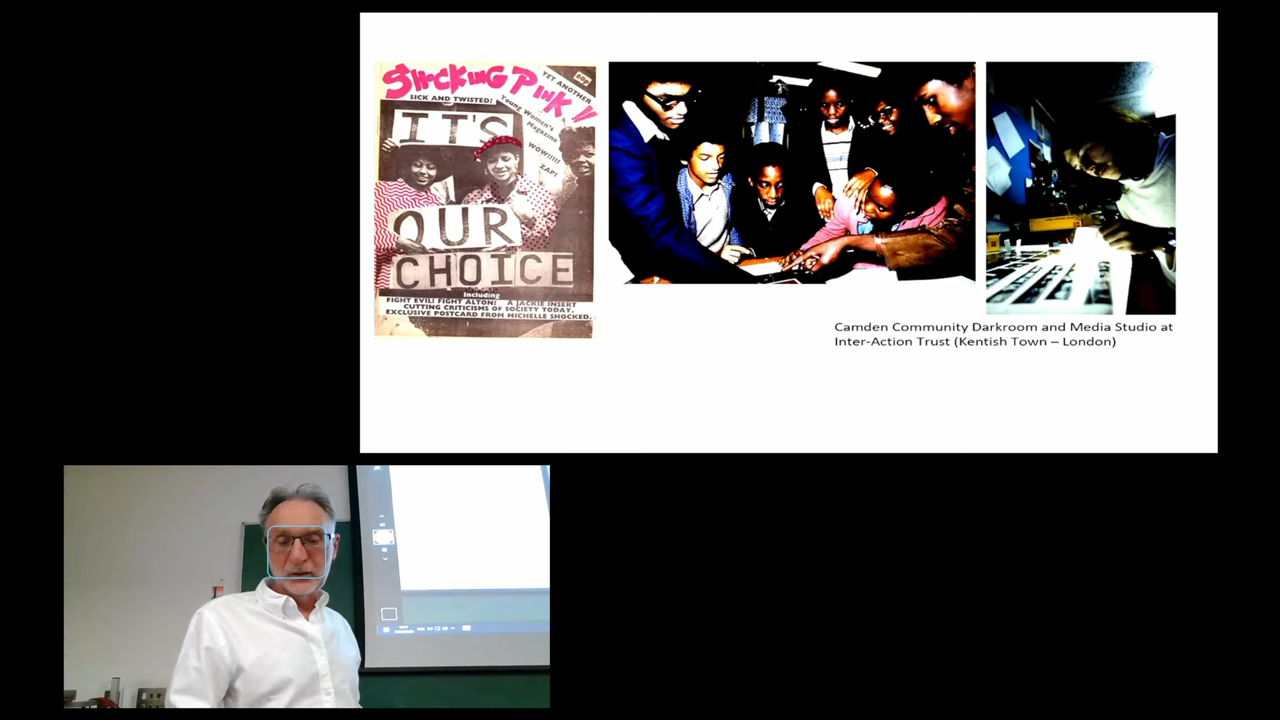 SHOCKING PINK
YET ANOTHER
50p
SICK AND TWISTED!
Young Women's
Magazine
WOW!!!!!
ZAP!
IT'S
OUR
CHOICE
Including
FIGHT EVIL! FIGHT ALTON! A JACKIE INSERT
CUTTING CRITICISMS OF SOCIETY TODAY.
EXCLUSIVE POSTCARD FROM MICHELLE SHOCKED.
Camden Community Darkroom and Media Studio at
Inter-Action Trust (Kentish Town – London)